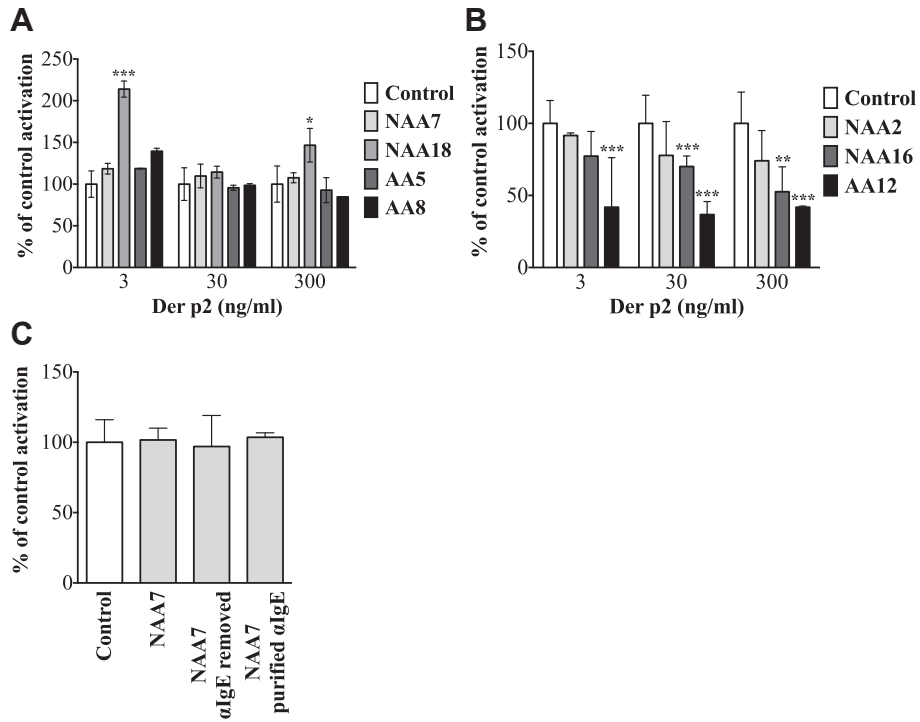 A
% of control activation
250
200
150
100
50
0
***
*
3
30
300
Der p2 (ng/ml)
Control
NAA7
NAA18
AA5
AA8
B
% of control activation
150
100
50
0
***
***
***
**
***
3
30
300
Der p2 (ng/ml)
Control
NAA2
NAA16
AA12
C
% of control activation
150
100
50
0
Control
NAA7
NAA7
αIgE removed
NAA7
purified αIgE